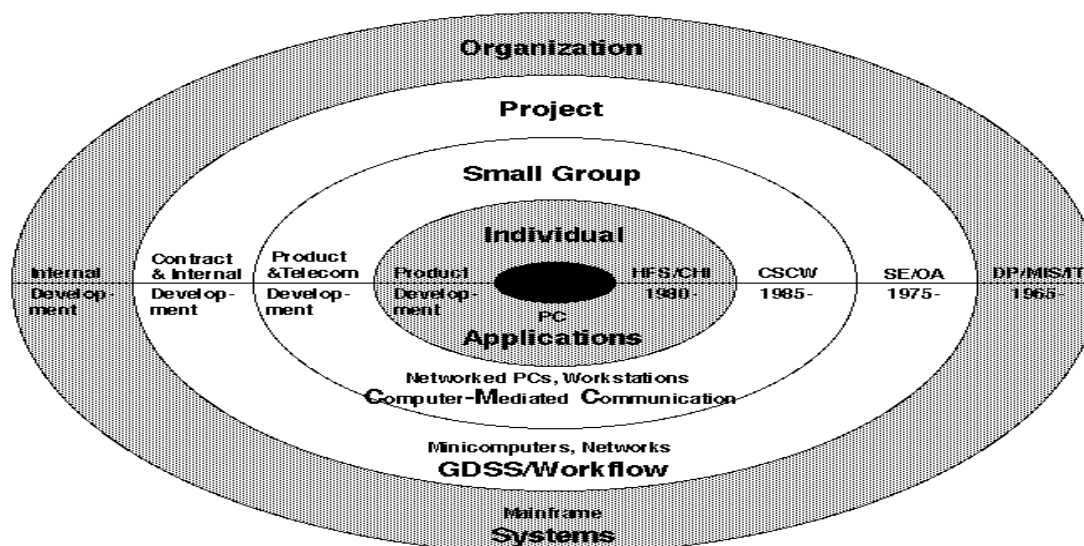 Organization
Project
Small Group
Individual
Internal
Develop-
ment
Contract
& Internal
Develop-
ment
Product
&Telecom
Develop-
ment
Product
Develop-
ment
HFS/CHI
1980-
CSCW
1985-
SE/OA
1975-
DP/MIS/IT
1965-
PC
Applications
Networked PCs, Workstations
Computer-Mediated Communication
Minicomputers, Networks
GDSS/Workflow
Mainframe
Systems